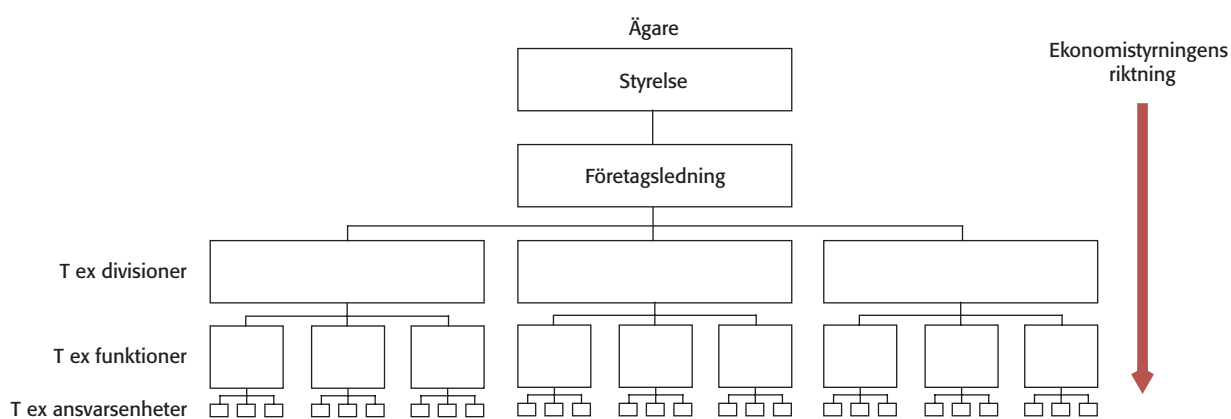 Ägare
Styrelse
Ekonomistyrningens
riktning
Företagsledning
T ex divisioner
T ex funktioner
T ex ansvarsenheter